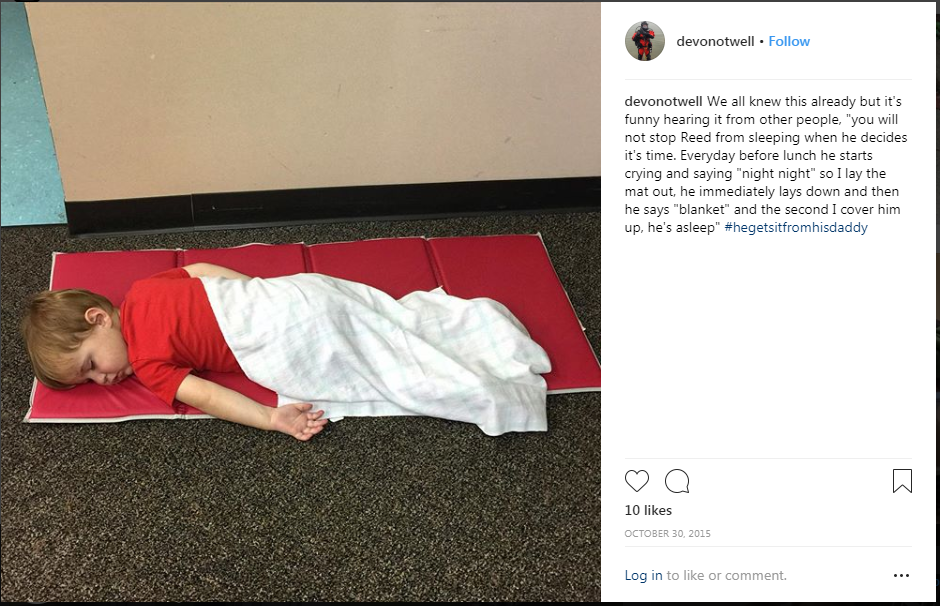 devonotwell • Follow
devonotwell We all knew this already but it's
funny hearing it from other people, "you will
not stop Reed from sleeping when he decides
it's time. Everyday before lunch he starts
crying and saying "night night" so I lay the
mat out, he immediately lays down and then
he says "blanket" and the second I cover him
up, he's asleep" #hegetsitfromhisdaddy
10 likes
OCTOBER 30, 2015
Log in to like or comment.